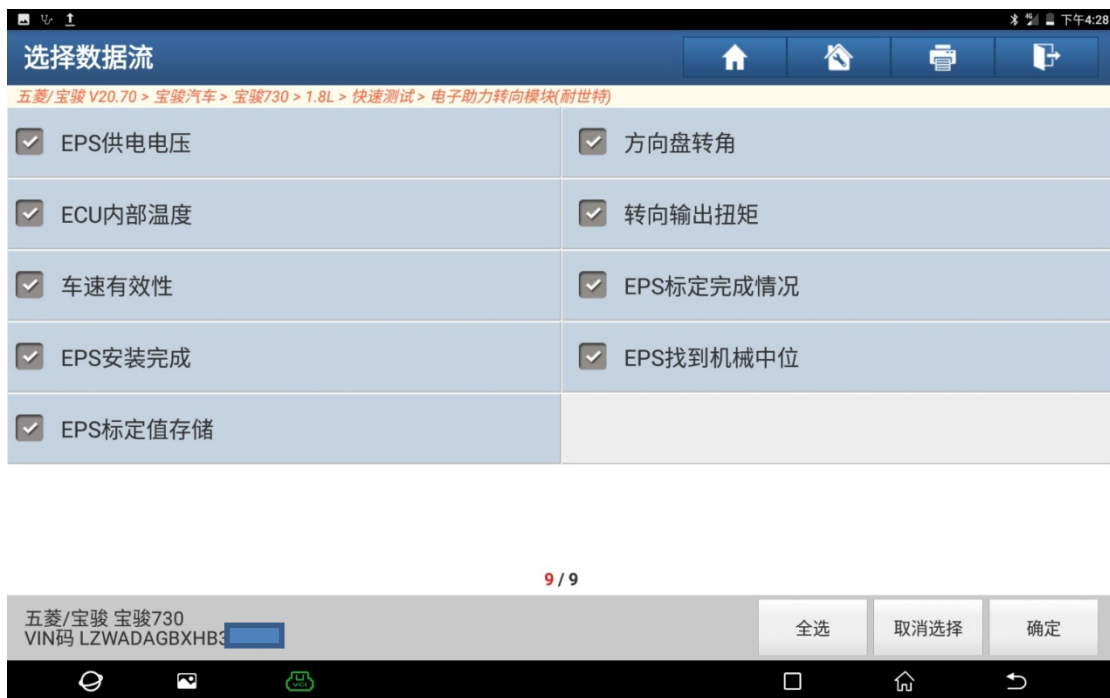 下午4:28
选择数据流
五菱/宝骏 V20.70 > 宝骏汽车 > 宝骏730 > 1.8L > 快速测试 > 电子助力转向模块(耐世特)
EPS供电电压
方向盘转角
ECU内部温度
转向输出扭矩
车速有效性
EPS标定完成情况
EPS安装完成
EPS找到机械中位
EPS标定值存储
9 / 9
五菱/宝骏 宝骏730
VIN码 LZWADAGBXHB3
全选
取消选择
确定